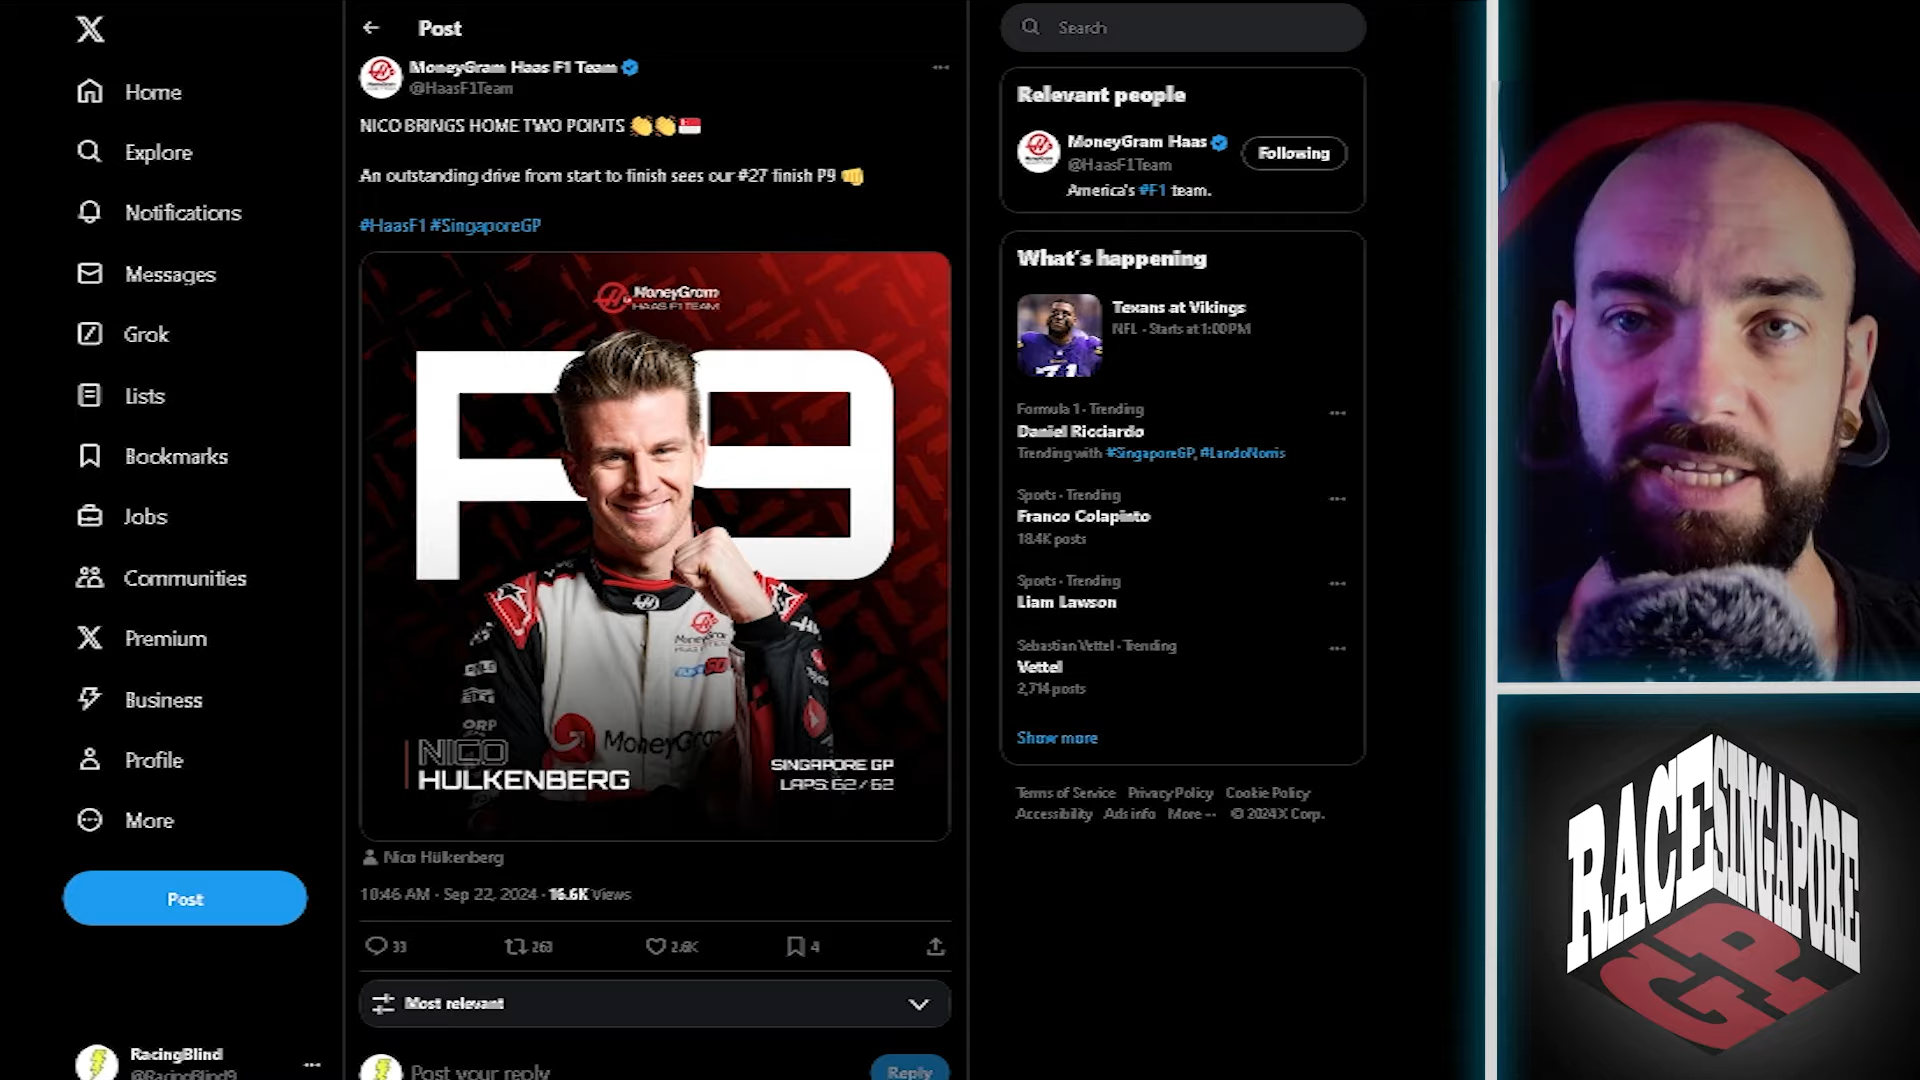 Home
Explore
Notifications
Messages
Grok
Lists
Bookmarks
Jobs
Communities
Premium
Business
Profile
More
Post
RacingBlind
@RacingBlind9
Post
MoneyGram Haas F1 Team
@HaasF1Team
NICO BRINGS HOME TWO POINTS 👏👏🇸🇬
An outstanding drive from start to finish sees our #27 finish P9 👊
#HaasF1 #SingaporeGP
MoneyGram
HAAS F1 TEAM
P9
MoneyGram
NICO
HULKENBERG
SINGAPORE GP
LAPS: 62/62
Nico Hülkenberg
10:46 AM · Sep 22, 2024 · 16.6K Views
33
263
2.6K
4
Most relevant
Post your reply
Reply
Search
Relevant people
MoneyGram Haas
@HaasF1Team
Following
America's #F1 team.
What's happening
Texans at Vikings
NFL · Starts at 1:00 PM
Formula 1 · Trending
Daniel Ricciardo
Trending with #SingaporeGP, #LandoNorris
Sports · Trending
Franco Colapinto
18.4K posts
Sports · Trending
Liam Lawson
Sebastian Vettel · Trending
Vettel
2,714 posts
Show more
Terms of Service Privacy Policy Cookie Policy
Accessibility Ads info More ··· © 2024 X Corp.
RACE
SINGAPORE
GP